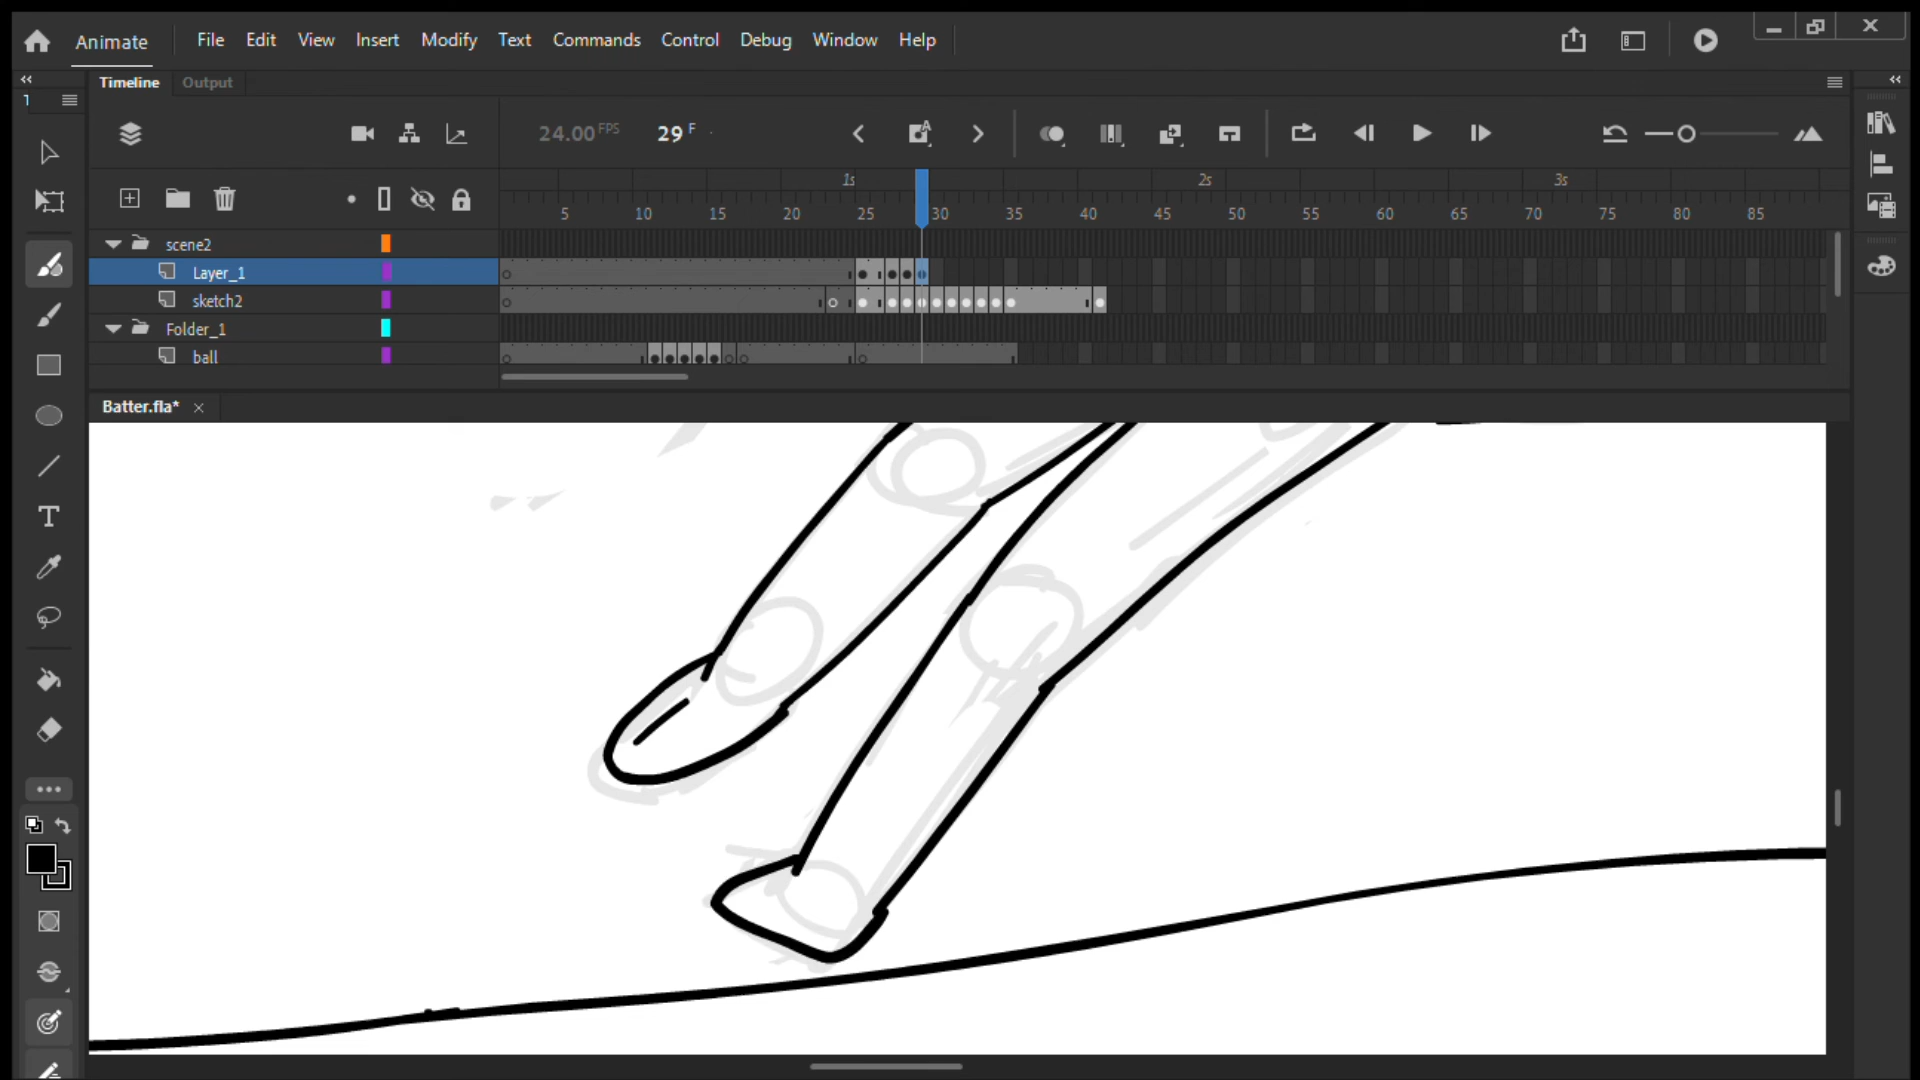 Animate File Edit View Insert Modify Text Commands Control Debug Window Help
Timeline Output
1
24.00 FPS 29 F
1s 2s 3s
5 10 15 20 25 30 35 40 45 50 55 60 65 70 75 80 85
scene2
Layer_1
sketch2
Folder_1
ball
Batter.fla*